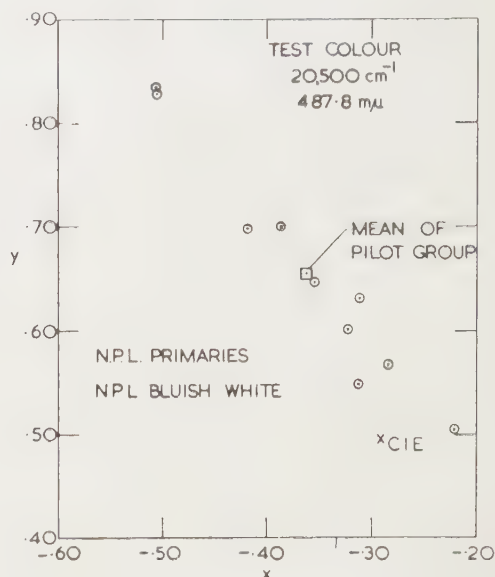 .90
TEST COLOUR
20,500 cm⁻¹
487·8 mμ
.80
.70
MEAN OF
PILOT GROUP
y
.60
N.P.L. PRIMARIES
NPL BLUISH WHITE
.50
x CIE
.40
-.60
-.50
-.40
-.30
-.20
x